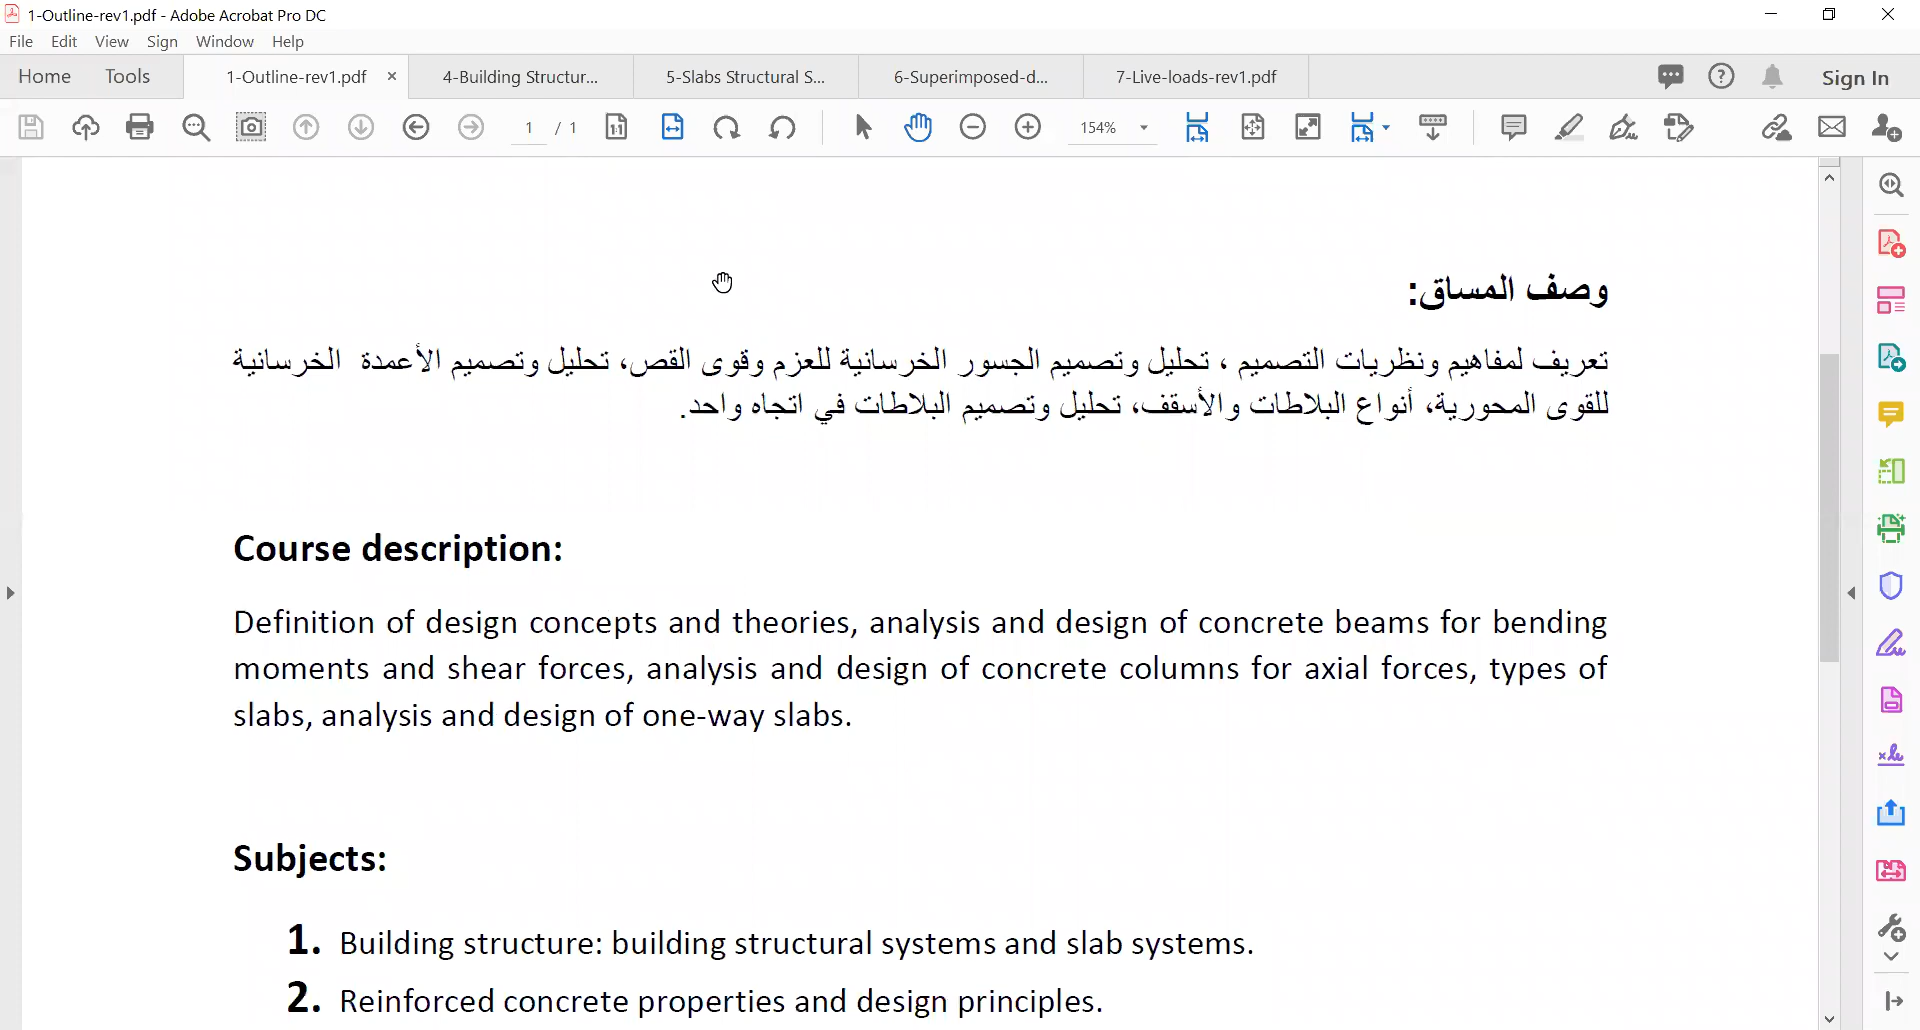 1-Outline-rev1.pdf - Adobe Acrobat Pro DC
File Edit View Sign Window Help
Home Tools 1-Outline-rev1.pdf × 4-Building Structur... 5-Slabs Structural S... 6-Superimposed-d... 7-Live-loads-rev1.pdf Sign In
1 / 1 154%
وصف المساق:
تعريف لمفاهيم ونظريات التصميم ، تحليل وتصميم الجسور الخرسانية للعزم وقوى القص، تحليل وتصميم الأعمدة الخرسانية
للقوى المحورية، أنواع البلاطات والأسقف، تحليل وتصميم البلاطات في اتجاه واحد.
Course description:
Definition of design concepts and theories, analysis and design of concrete beams for bending
moments and shear forces, analysis and design of concrete columns for axial forces, types of
slabs, analysis and design of one-way slabs.
Subjects:
1. Building structure: building structural systems and slab systems.
2. Reinforced concrete properties and design principles.